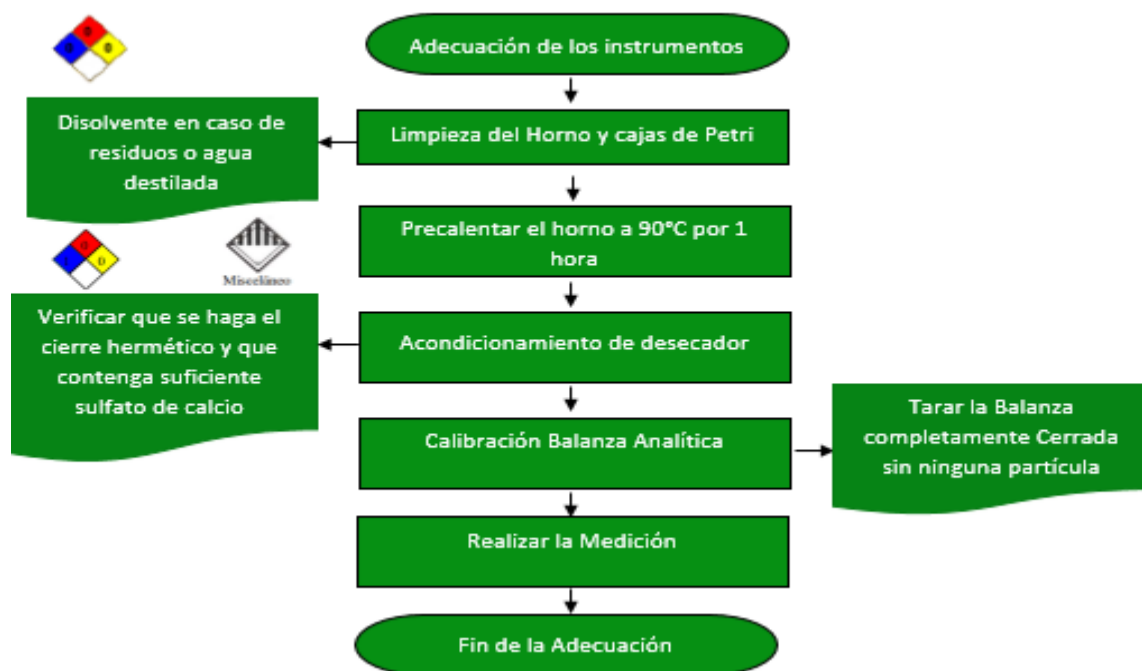 Adecuación de los instrumentos
Disolvente en caso de
residuos o agua
destilada
Limpieza del Horno y cajas de Petri
Precalentar el horno a 90°C por 1
hora
Misceláneo
Verificar que se haga el
cierre hermético y que
contenga suficiente
sulfato de calcio
Acondicionamiento de desecador
Calibración Balanza Analítica
Tarar la Balanza
completamente Cerrada
sin ninguna partícula
Realizar la Medición
Fin de la Adecuación